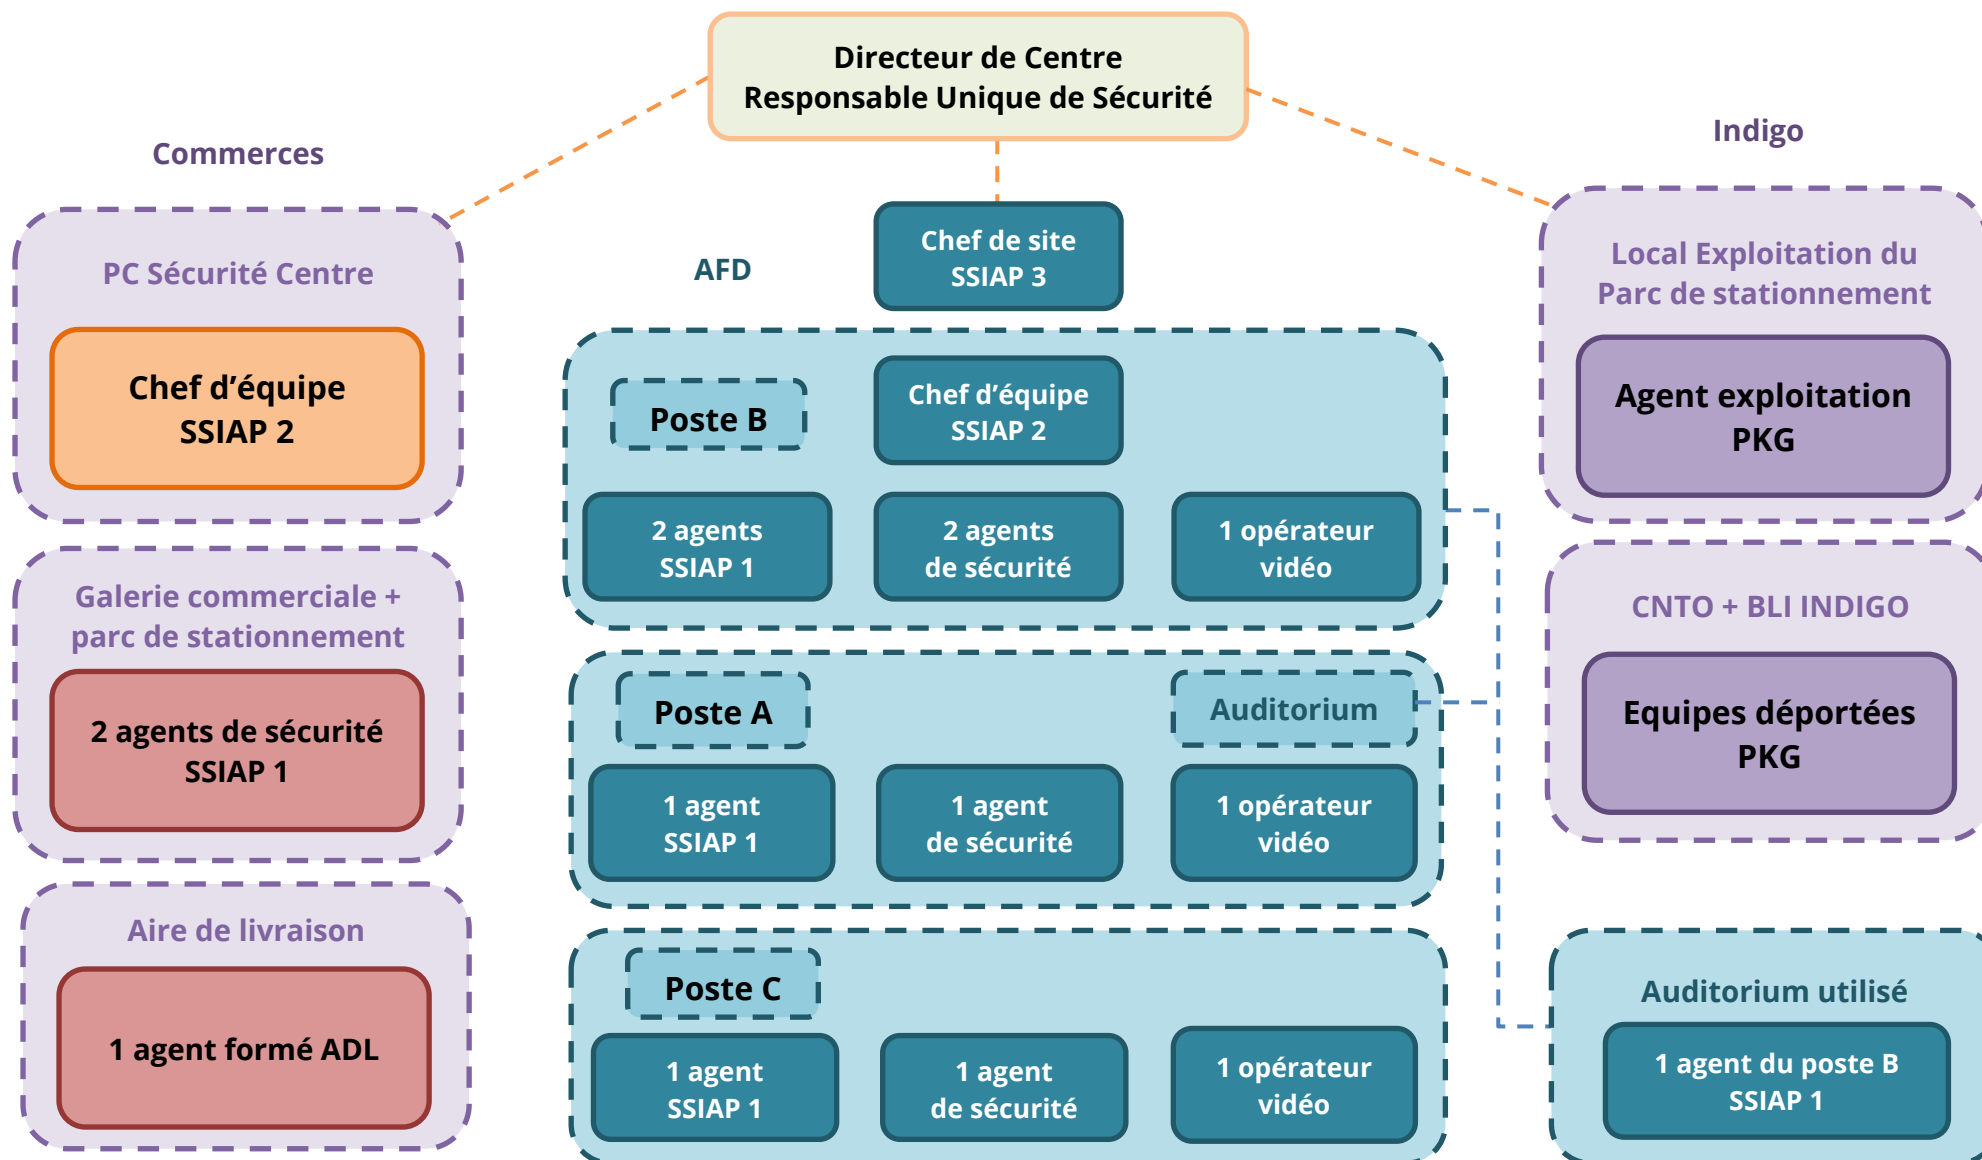 Directeur de Centre
Responsable Unique de Sécurité
Commerces
PC Sécurité Centre
Chef d’équipe
SSIAP 2
Galerie commerciale +
parc de stationnement
2 agents de sécurité
SSIAP 1
Aire de livraison
1 agent formé ADL
AFD
Chef de site
SSIAP 3
Poste B
Chef d’équipe
SSIAP 2
2 agents
SSIAP 1
2 agents
de sécurité
1 opérateur
vidéo
Poste A
Auditorium
1 agent
SSIAP 1
1 agent
de sécurité
1 opérateur
vidéo
Poste C
1 agent
SSIAP 1
1 agent
de sécurité
1 opérateur
vidéo
Indigo
Local Exploitation du
Parc de stationnement
Agent exploitation
PKG
CNTO + BLI INDIGO
Equipes déportées
PKG
Auditorium utilisé
1 agent du poste B
SSIAP 1